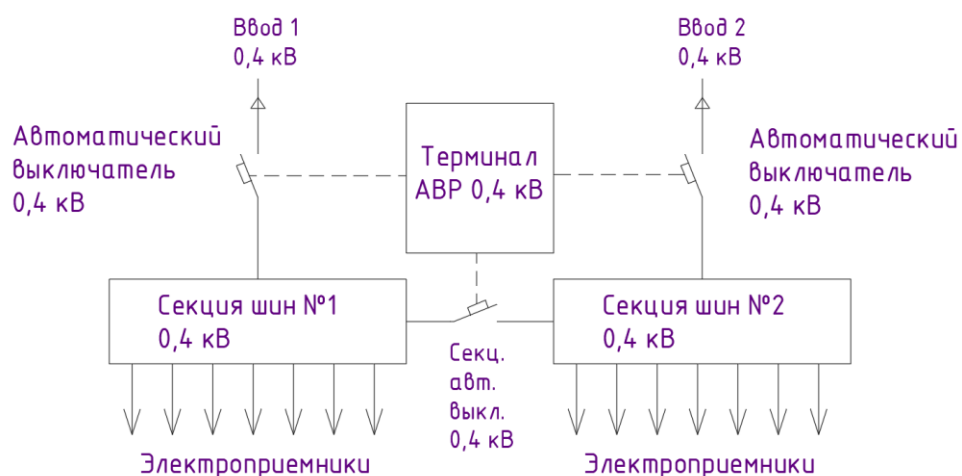 Ввод 1
0,4 кВ
Ввод 2
0,4 кВ
Автоматический
выключатель
0,4 кВ
Терминал
АВР 0,4 кВ
Автоматический
выключатель
0,4 кВ
Секция шин №1
0,4 кВ
Секц.
авт.
выкл.
0,4 кВ
Секция шин №2
0,4 кВ
Электроприемники
Электроприемники